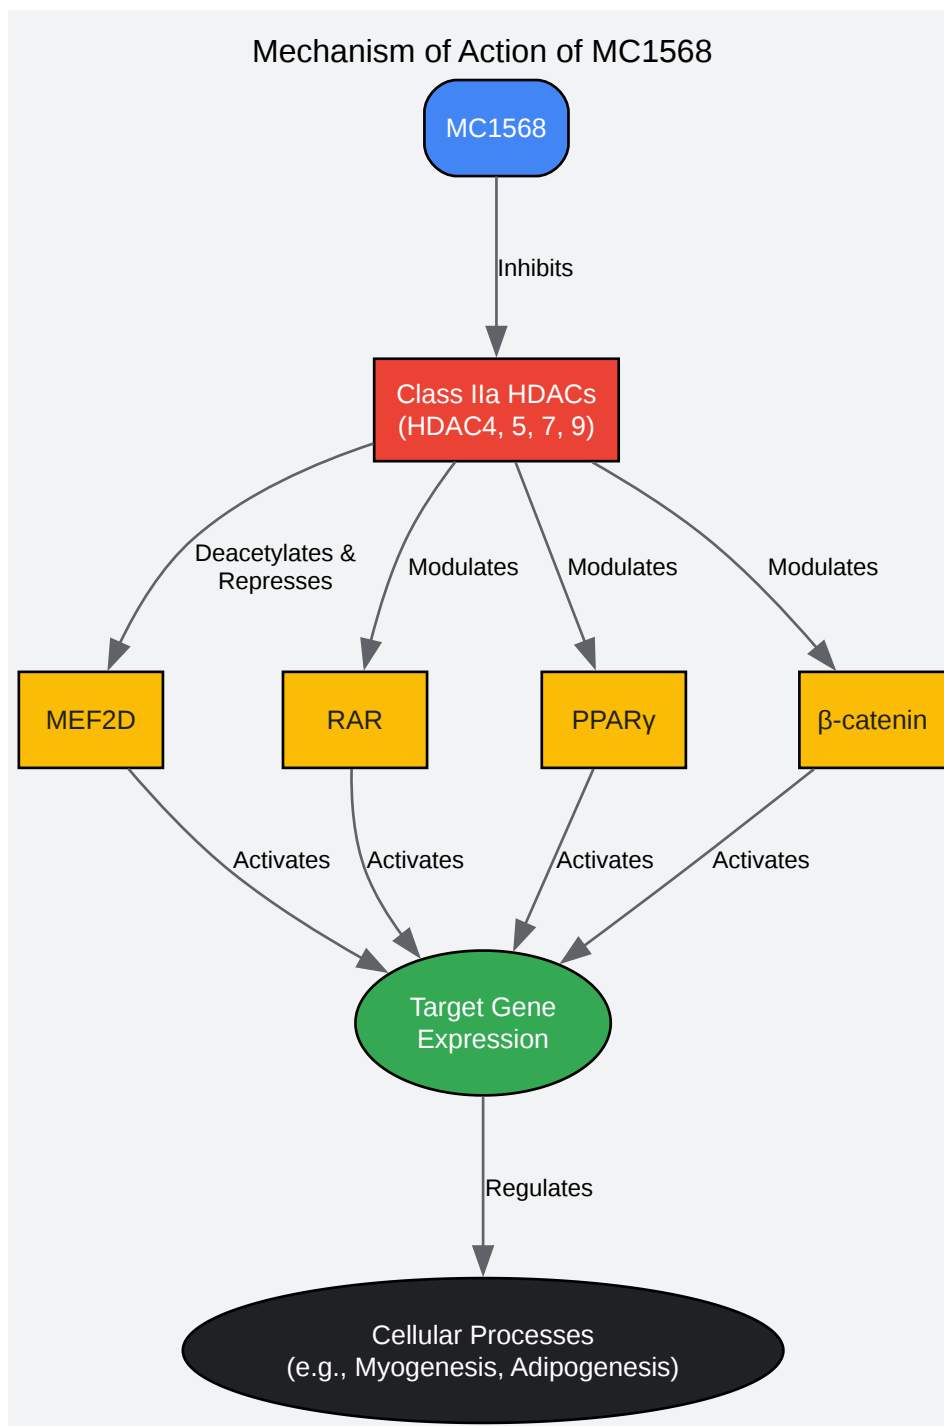 Mechanism of Action of MC1568
MC1568
Inhibits
Class IIa HDACs
(HDAC4, 5, 7, 9)
Deacetylates &
Represses
Modulates
Modulates
Modulates
MEF2D
RAR
PPARγ
β-catenin
Activates
Activates
Activates
Activates
Target Gene
Expression
Regulates
Cellular Processes
(e.g., Myogenesis, Adipogenesis)